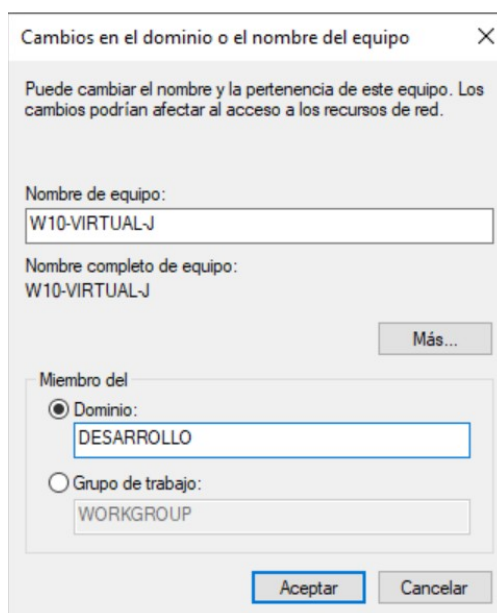 Cambios en el dominio o el nombre del equipo
Puede cambiar el nombre y la pertenencia de este equipo. Los
cambios podrían afectar al acceso a los recursos de red.
Nombre de equipo:
W10-VIRTUAL-J
Nombre completo de equipo:
W10-VIRTUAL-J
Más...
Miembro del
Dominio:
DESARROLLO
Grupo de trabajo:
WORKGROUP
Aceptar Cancelar